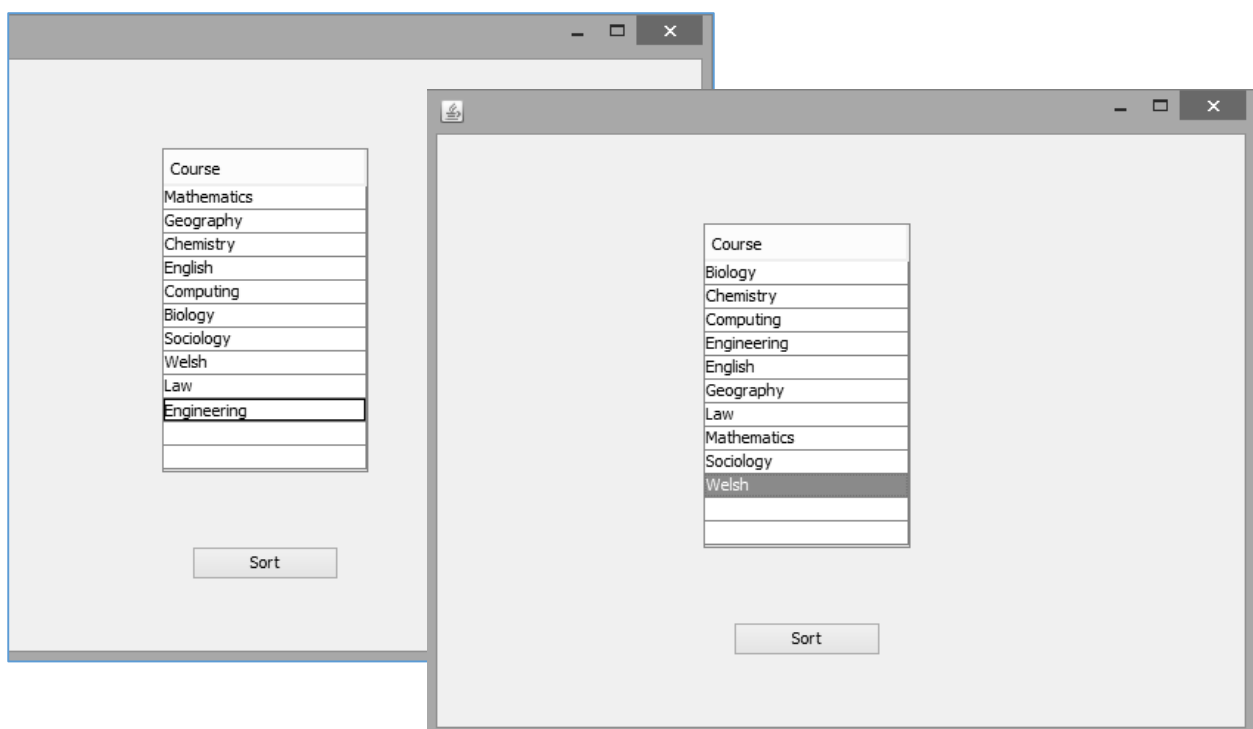 Course
Mathematics
Geography
Chemistry
English
Computing
Biology
Sociology
Welsh
Law
Engineering
Sort
Course
Biology
Chemistry
Computing
Engineering
English
Geography
Law
Mathematics
Sociology
Welsh
Sort